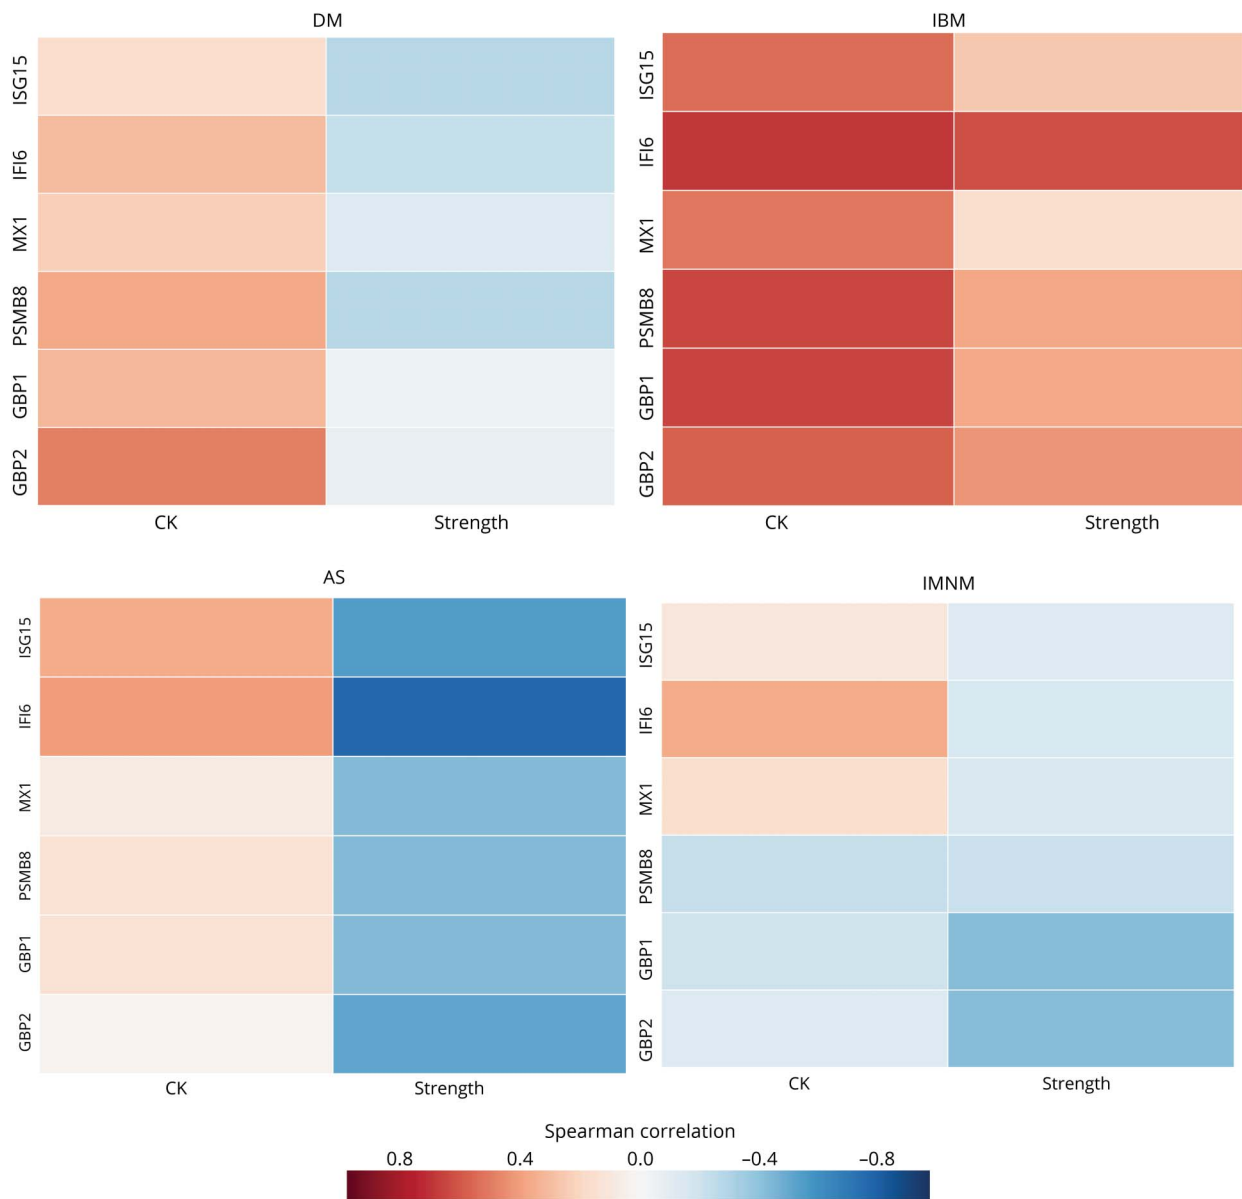 DM
ISG15
IFI6
MX1
PSMB8
GBP1
GBP2
CK Strength
IBM
ISG15
IFI6
MX1
PSMB8
GBP1
GBP2
CK Strength
AS
ISG15
IFI6
MX1
PSMB8
GBP1
GBP2
CK Strength
IMNM
ISG15
IFI6
MX1
PSMB8
GBP1
GBP2
CK Strength
Spearman correlation
0.8 0.4 0.0 −0.4 −0.8